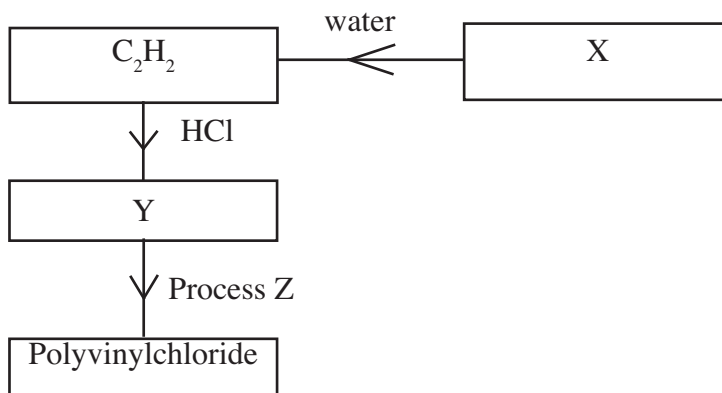 water
C₂H₂
X
HCl
Y
Process Z
Polyvinylchloride